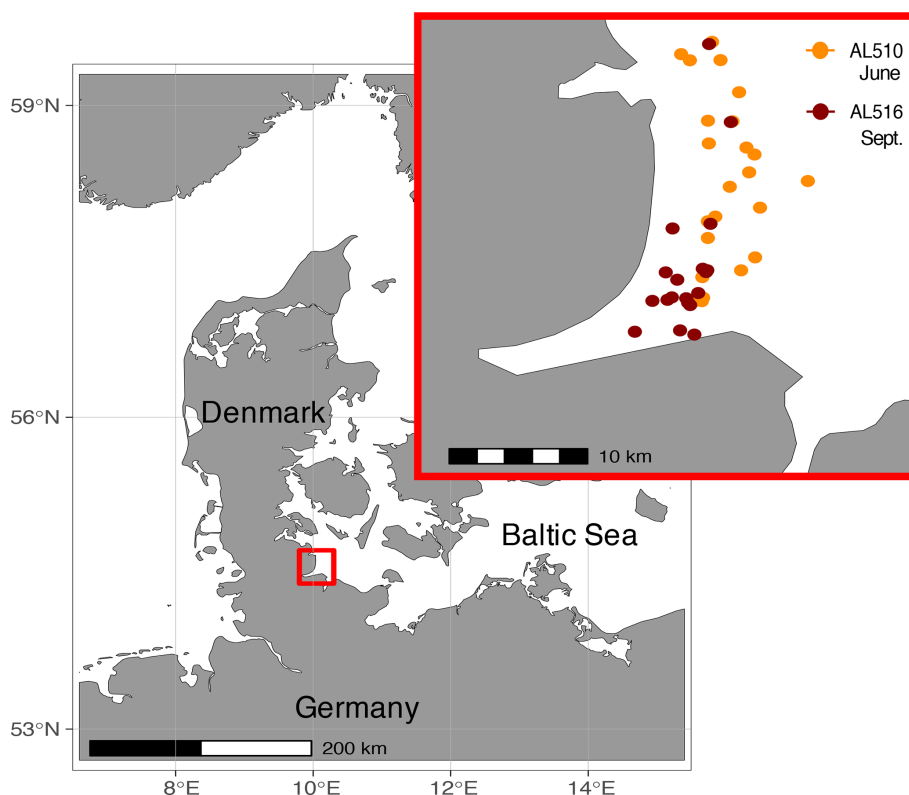 AL510
June
AL516
Sept.
10 km
59°N
56°N
53°N
Denmark
Baltic Sea
Germany
200 km
8°E
10°E
12°E
14°E